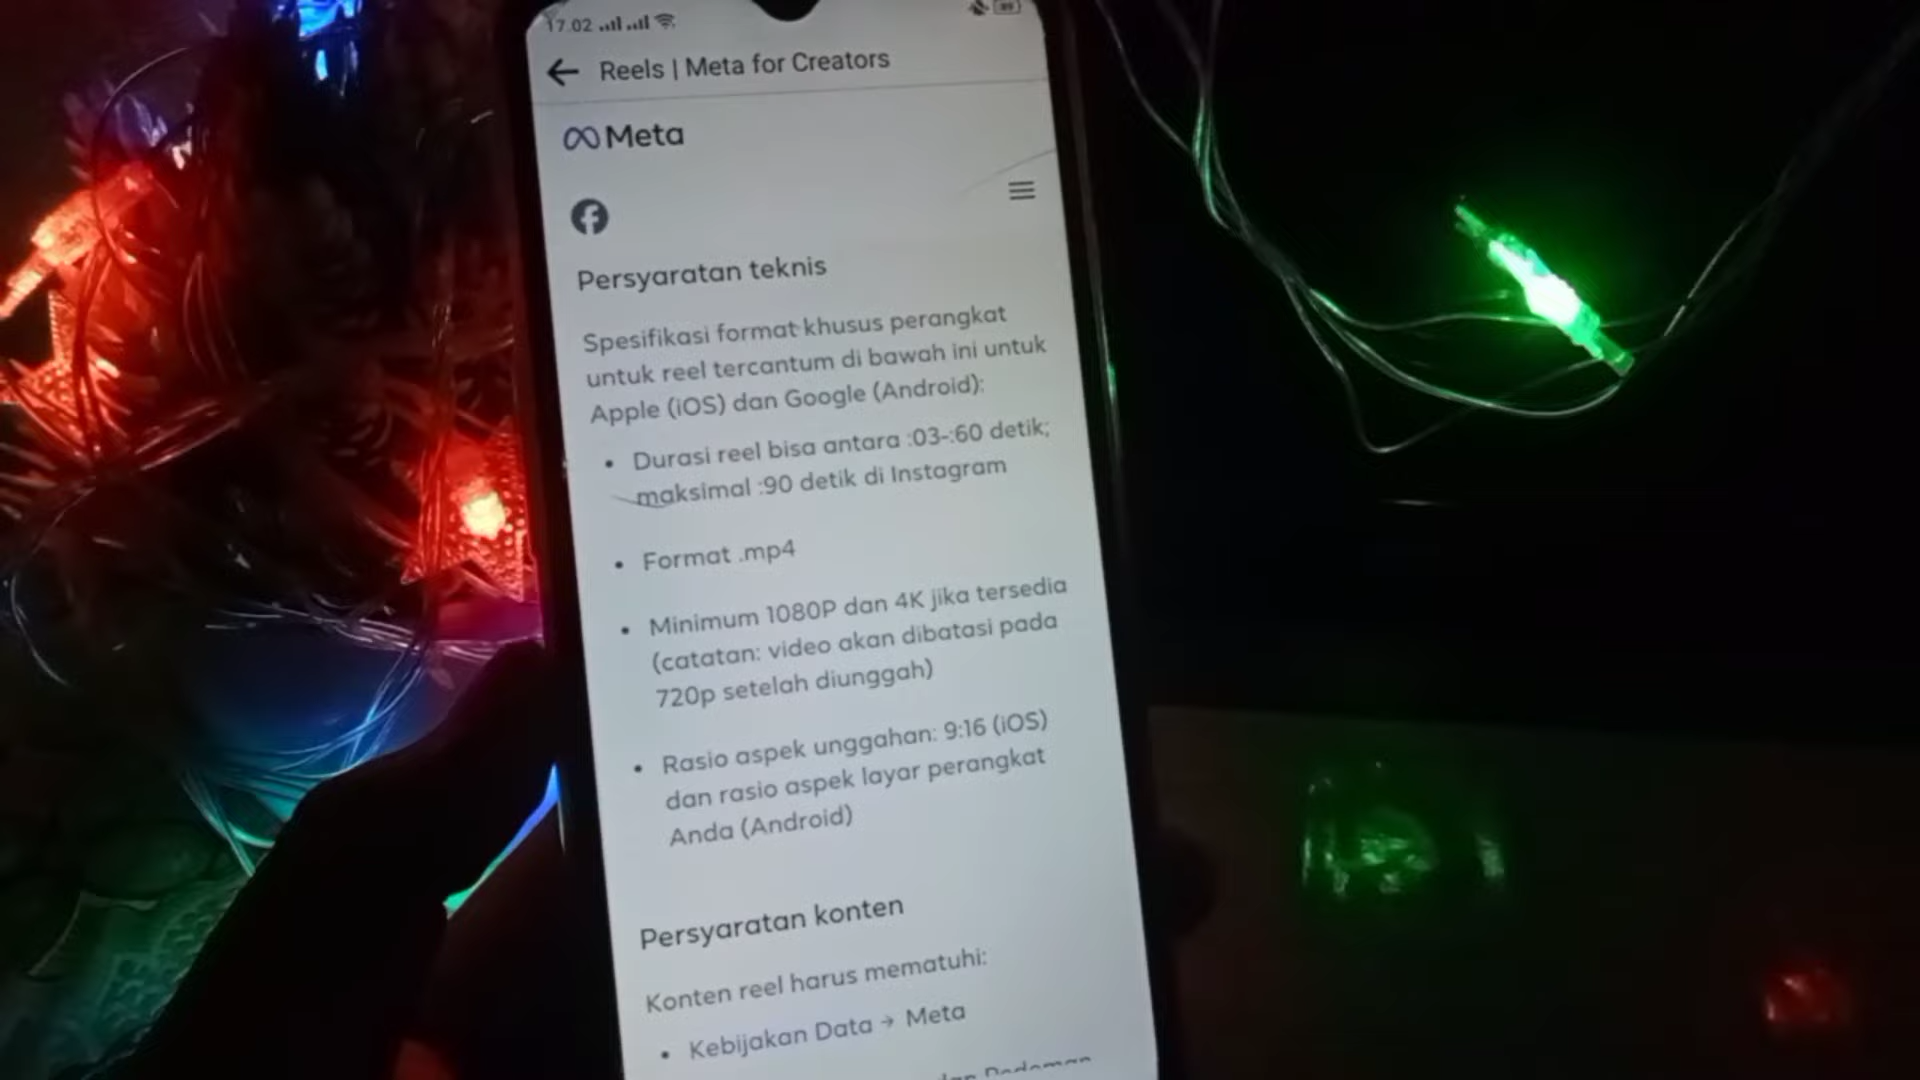 17.02
Reels | Meta for Creators
Meta
Persyaratan teknis
Spesifikasi format khusus perangkat
untuk reel tercantum di bawah ini untuk
Apple (iOS) dan Google (Android):
• Durasi reel bisa antara :03-:60 detik;
maksimal :90 detik di Instagram
• Format .mp4
• Minimum 1080P dan 4K jika tersedia
(catatan: video akan dibatasi pada
720p setelah diunggah)
• Rasio aspek unggahan: 9:16 (iOS)
dan rasio aspek layar perangkat
Anda (Android)
Persyaratan konten
Konten reel harus mematuhi:
• Kebijakan Data → Meta
dan Pedoman